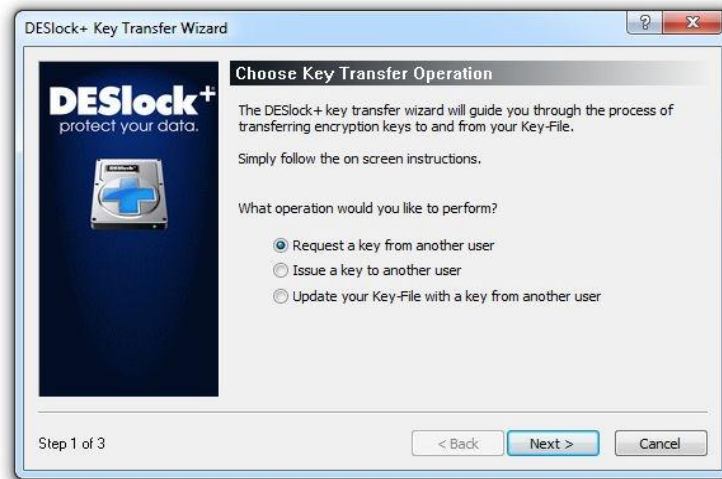 DESlock+ Key Transfer Wizard
DESlock+
protect your data.
DESlock+
Choose Key Transfer Operation
The DESlock+ key transfer wizard will guide you through the process of
transferring encryption keys to and from your Key-File.
Simply follow the on screen instructions.
What operation would you like to perform?
Request a key from another user
Issue a key to another user
Update your Key-File with a key from another user
Step 1 of 3
< Back
Next >
Cancel